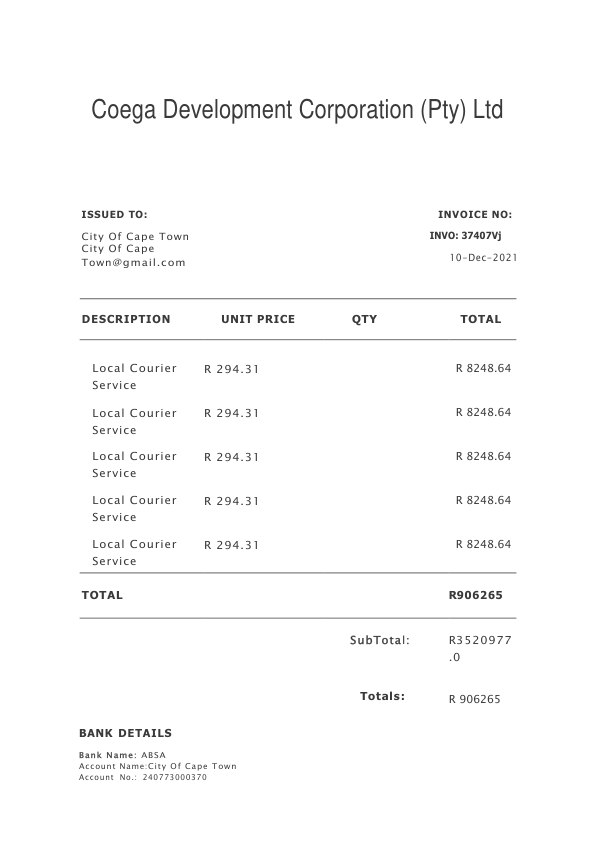 Coega Development Corporation (Pty) Ltd
ISSUED TO: INVOICE NO:
City Of Cape Town INVO: 37407Vj
City Of Cape
Town@gmail.com 10-Dec-2021
DESCRIPTION UNIT PRICE QTY TOTAL
Local Courier R 294.31 R 8248.64
Service
Local Courier R 294.31 R 8248.64
Service
Local Courier R 294.31 R 8248.64
Service
Local Courier R 294.31 R 8248.64
Service
Local Courier R 294.31 R 8248.64
Service
TOTAL R906265
SubTotal: R3520977
.0
Totals: R 906265
BANK DETAILS
Bank Name: ABSA
Account Name:City Of Cape Town
Account No.: 240773000370